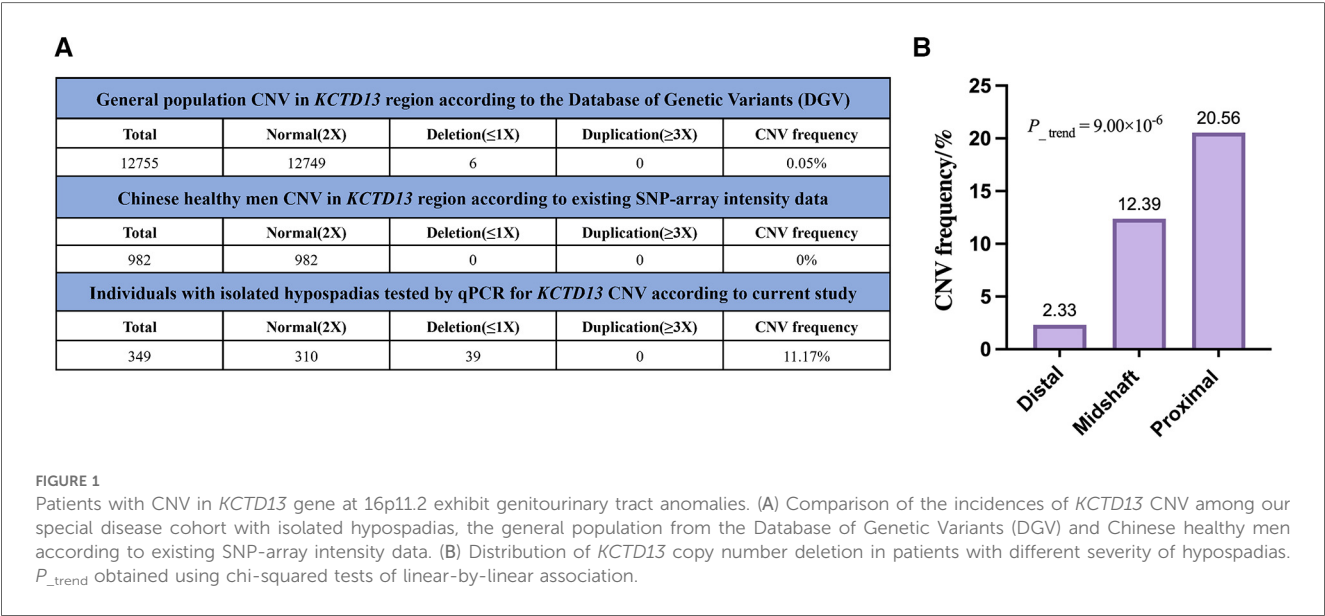 A
General population CNV in KCTD13 region according to the Database of Genetic Variants (DGV)
Total Normal(2X) Deletion(≤1X) Duplication(≥3X) CNV frequency
12755 12749 6 0 0.05%
Chinese healthy men CNV in KCTD13 region according to existing SNP-array intensity data
Total Normal(2X) Deletion(≤1X) Duplication(≥3X) CNV frequency
982 982 0 0 0%
Individuals with isolated hypospadias tested by qPCR for KCTD13 CNV according to current study
Total Normal(2X) Deletion(≤1X) Duplication(≥3X) CNV frequency
349 310 39 0 11.17%
B
CNV frequency/%
25
20
15
10
5
0
P_trend = 9.00×10-6
2.33
12.39
20.56
Distal
Midshaft
Proximal
FIGURE 1
Patients with CNV in KCTD13 gene at 16p11.2 exhibit genitourinary tract anomalies. (A) Comparison of the incidences of KCTD13 CNV among our
special disease cohort with isolated hypospadias, the general population from the Database of Genetic Variants (DGV) and Chinese healthy men
according to existing SNP-array intensity data. (B) Distribution of KCTD13 copy number deletion in patients with different severity of hypospadias.
P_trend obtained using chi-squared tests of linear-by-linear association.